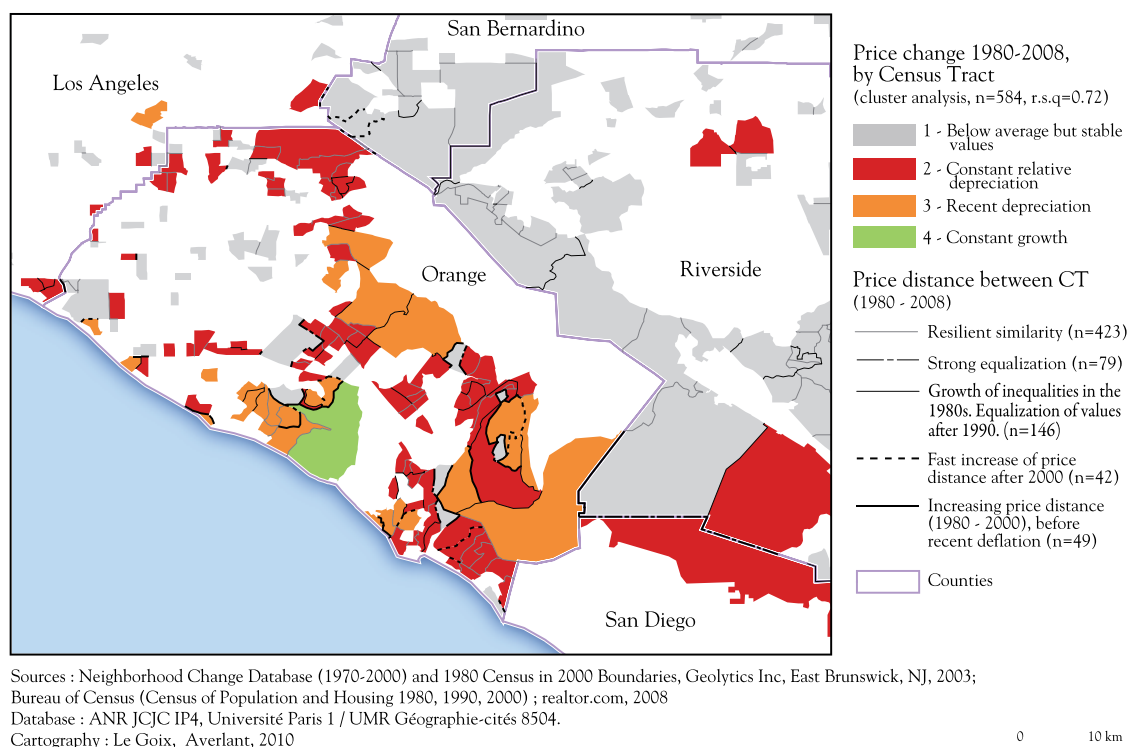 San Bernardino
Los Angeles
Orange
Riverside
San Diego
Price change 1980-2008,
by Census Tract
(cluster analysis, n=584, r.s.q=0.72)
1 - Below average but stable
values
2 - Constant relative
depreciation
3 - Recent depreciation
4 - Constant growth
Price distance between CT
(1980 - 2008)
Resilient similarity (n=423)
Strong equalization (n=79)
Growth of inequalities in the
1980s. Equalization of values
after 1990. (n=146)
Fast increase of price
distance after 2000 (n=42)
Increasing price distance
(1980 - 2000), before
recent deflation (n=49)
Counties
Sources : Neighborhood Change Database (1970-2000) and 1980 Census in 2000 Boundaries, Geolytics Inc, East Brunswick, NJ, 2003;
Bureau of Census (Census of Population and Housing 1980, 1990, 2000) ; realtor.com, 2008
Database : ANR JCJC IP4, Université Paris 1 / UMR Géographie-cités 8504.
Cartography : Le Goix, Averlant, 2010
0 10 km